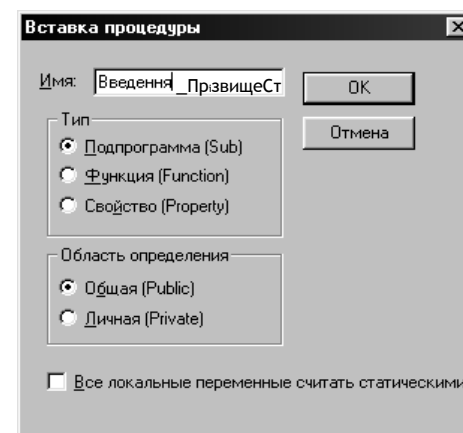 Вставка процедуры
Имя: Введення_ПрізвищеСт
OK
Тип
Подпрограмма (Sub)
Отмена
Функция (Function)
Свойство (Property)
Область определения
Общая (Public)
Личная (Private)
Все локальные переменные считать статическими